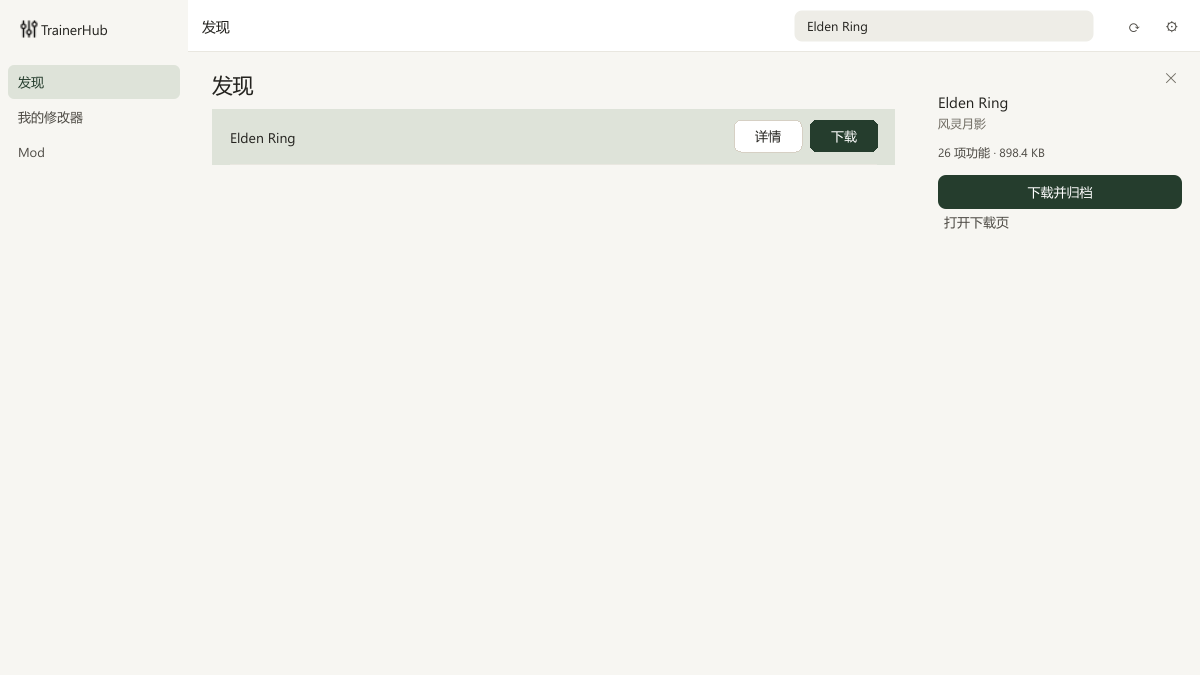 TrainerHub
发现
我的修改器
Mod
发现
Elden Ring
发现
Elden Ring
详情
下载
Elden Ring
风灵月影
26 项功能 · 898.4 KB
下载并归档
打开下载页